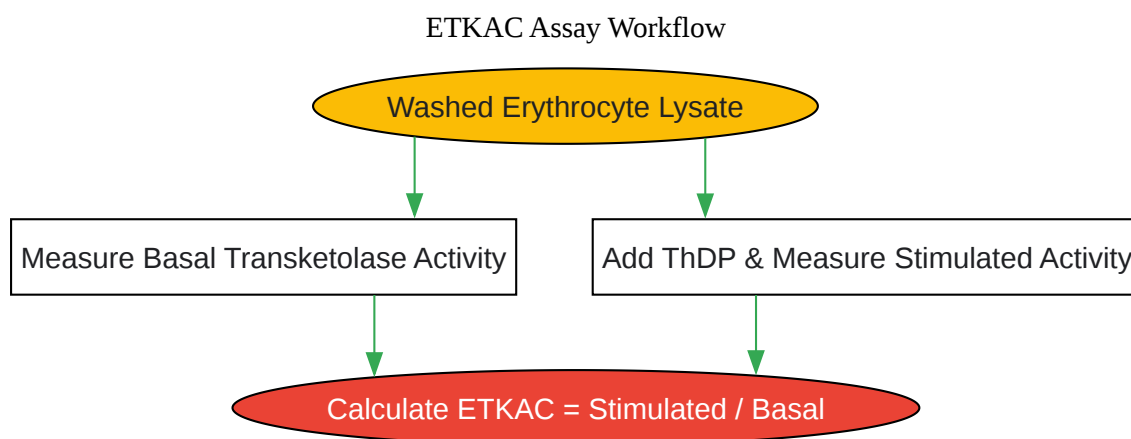 ETKAC Assay Workflow
Washed Erythrocyte Lysate
Measure Basal Transketolase Activity
Add ThDP & Measure Stimulated Activity
Calculate ETKAC = Stimulated / Basal